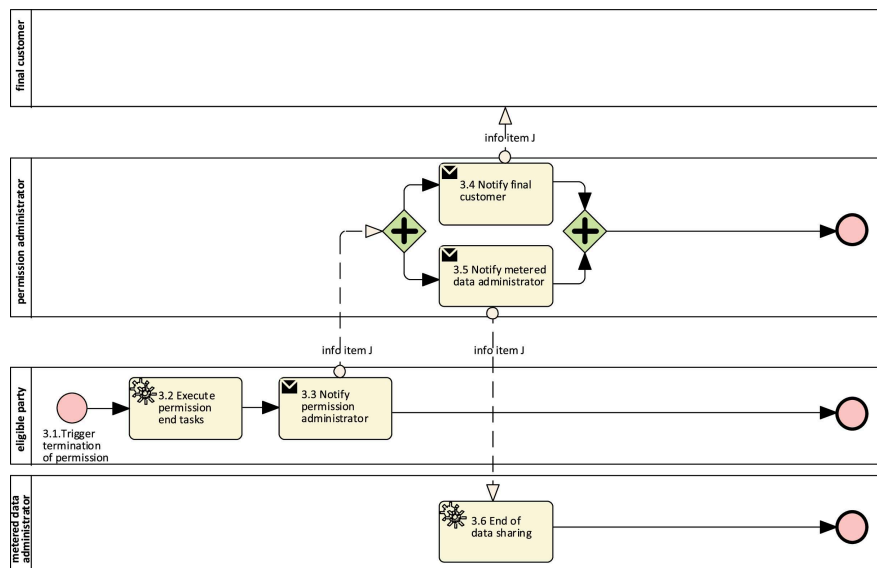 final customer
info item J
permission administrator
3.4 Notify final
customer
3.5 Notify metered
data administrator
info item J
info item J
eligible party
3.1.Trigger
termination
of permission
3.2 Execute
permission
end tasks
3.3 Notify
permission
administrator
metered data
administrator
3.6 End of
data sharing